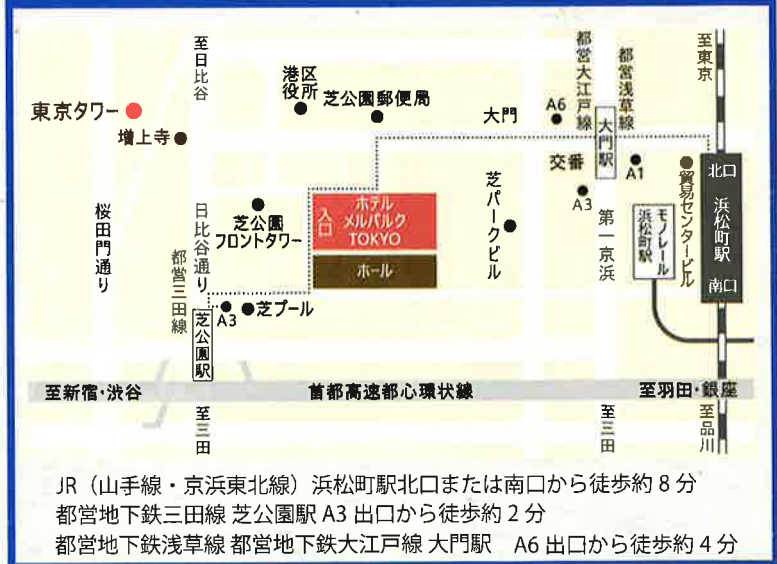 至日比谷
都営大江戸線
都営浅草線
至東京
港区
役所
芝公園郵便局
東京タワー
増上寺
大門
A6
大門駅
交番
A1
A3
北口
浜松町駅
南口
貿易センタービル
モノレール
浜松町駅
桜田門通り
日比谷通り
都営三田線
芝公園
フロントタワー
入口
ホテル
メルパルク
TOKYO
ホール
芝パークビル
第一京浜
A3
芝プール
芝公園駅
至新宿・渋谷
首都高速都心環状線
至羽田・銀座
至三田
至三田
至品川
JR（山手線・京浜東北線）浜松町駅北口または南口から徒歩約8分
都営地下鉄三田線 芝公園駅 A3 出口から徒歩約2分
都営地下鉄浅草線 都営地下鉄大江戸線 大門駅　A6 出口から徒歩約4分